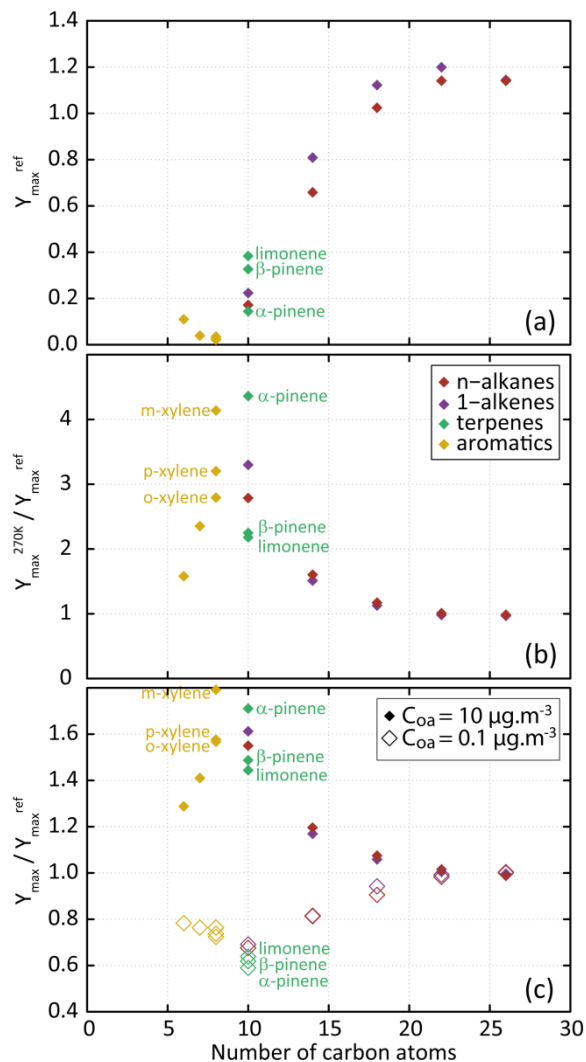 1.4
1.2
1.0
0.8
0.6
0.4
0.2
0.0
Y_max^ref
limonene
β-pinene
α-pinene
(a)
4
3
2
1
0
Y_max^270K / Y_max^ref
n−alkanes
1-alkenes
terpenes
aromatics
α-pinene
m-xylene
p-xylene
o-xylene
β-pinene
limonene
(b)
1.6
1.4
1.2
1.0
0.8
0.6
0.4
Y_max / Y_max^ref
m-xylene
α-pinene
p-xylene
o-xylene
β-pinene
limonene
C_oa = 10 µg.m^-3
C_oa = 0.1 µg.m^-3
limonene
β-pinene
α-pinene
(c)
0 5 10 15 20 25 30
Number of carbon atoms